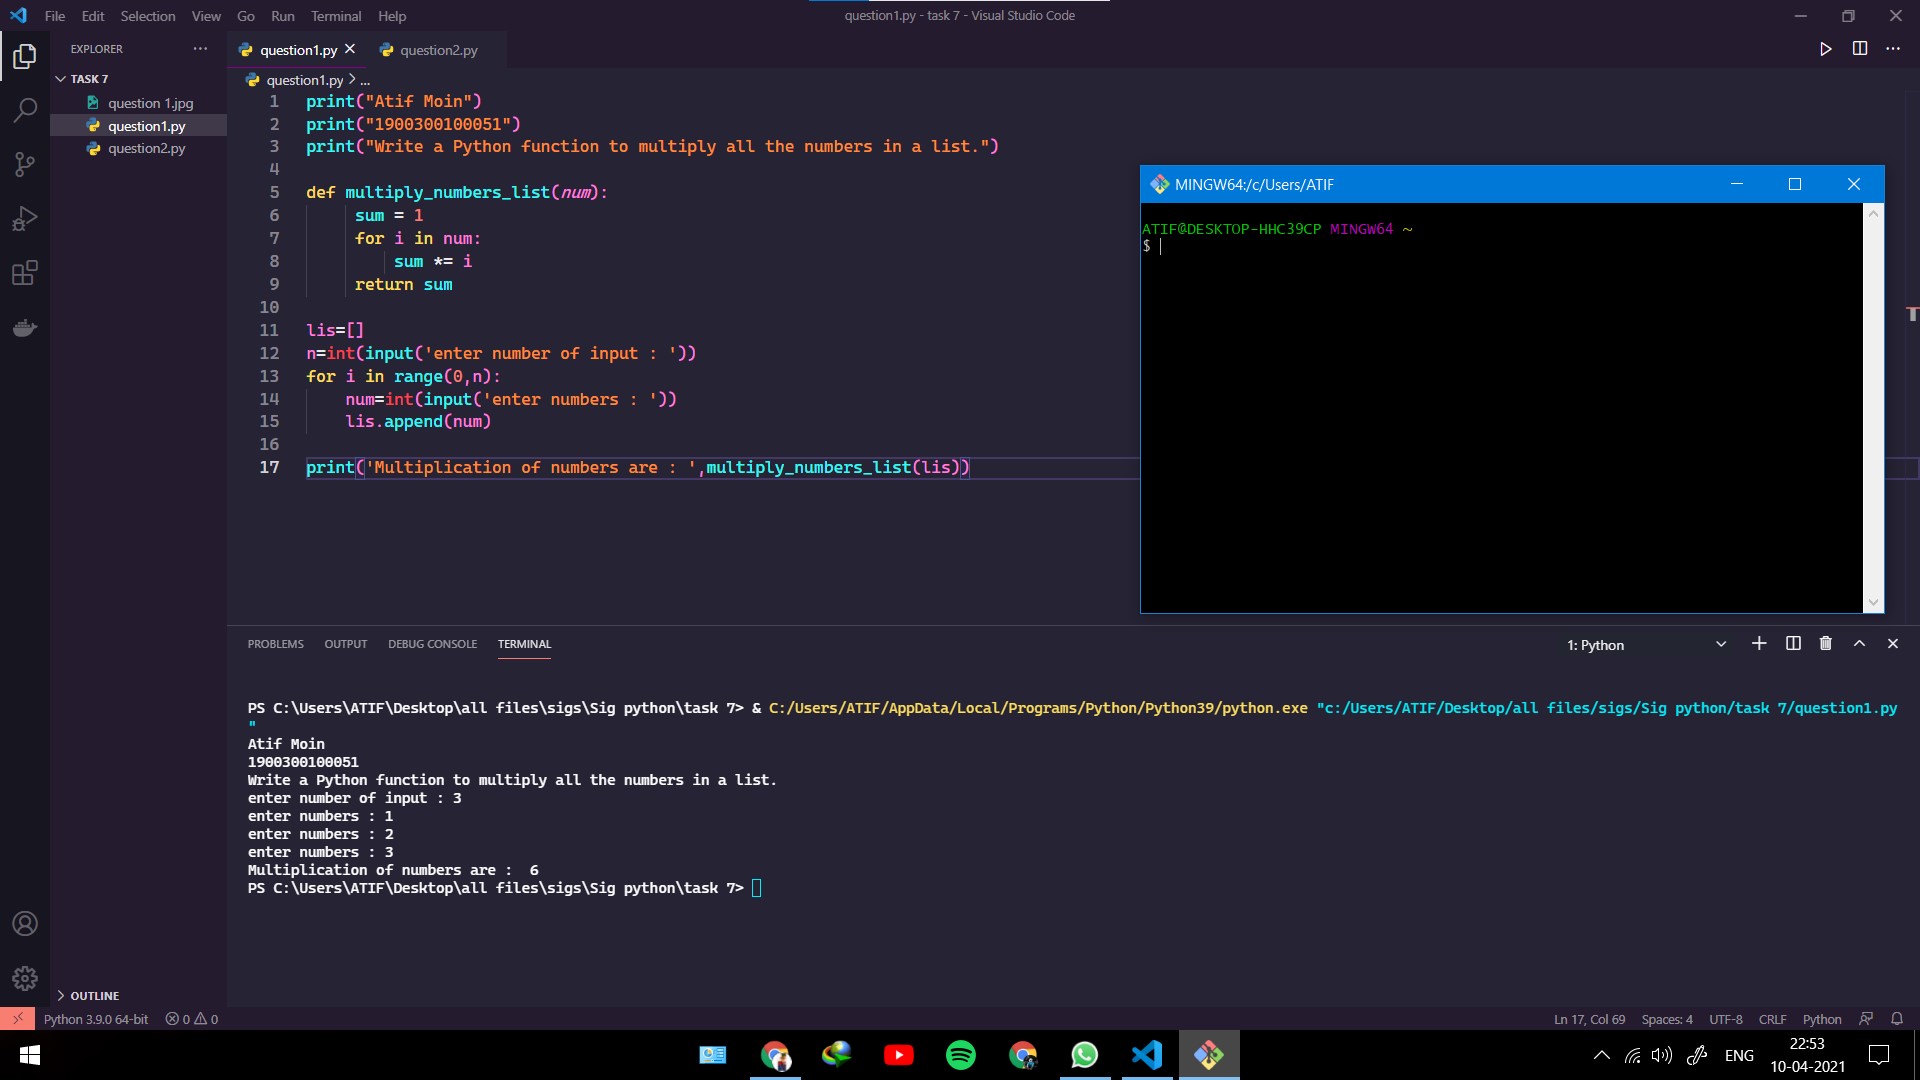 File Edit Selection View Go Run Terminal Help
question1.py - task 7 - Visual Studio Code
EXPLORER
TASK 7
question 1.jpg
question1.py
question2.py
OUTLINE
question1.py question2.py
question1.py > ...
1 print("Atif Moin")
2 print("1900300100051")
3 print("Write a Python function to multiply all the numbers in a list.")
4
5 def multiply_numbers_list(num):
6 sum = 1
7 for i in num:
8 sum *= i
9 return sum
10
11 lis=[]
12 n=int(input('enter number of input : '))
13 for i in range(0,n):
14 num=int(input('enter numbers : '))
15 lis.append(num)
16
17 print('Multiplication of numbers are : ',multiply_numbers_list(lis))
MINGW64:/c/Users/ATIF
ATIF@DESKTOP-HHC39CP MINGW64 ~
$
PROBLEMS OUTPUT DEBUG CONSOLE TERMINAL
1: Python
PS C:\Users\ATIF\Desktop\all files\sigs\Sig python\task 7> & C:/Users/ATIF/AppData/Local/Programs/Python/Python39/python.exe "c:/Users/ATIF/Desktop/all files/sigs/Sig python/task 7/question1.py
"
Atif Moin
1900300100051
Write a Python function to multiply all the numbers in a list.
enter number of input : 3
enter numbers : 1
enter numbers : 2
enter numbers : 3
Multiplication of numbers are :  6
PS C:\Users\ATIF\Desktop\all files\sigs\Sig python\task 7>
Python 3.9.0 64-bit 0 0
Ln 17, Col 69 Spaces: 4 UTF-8 CRLF Python
ENG
22:53
10-04-2021